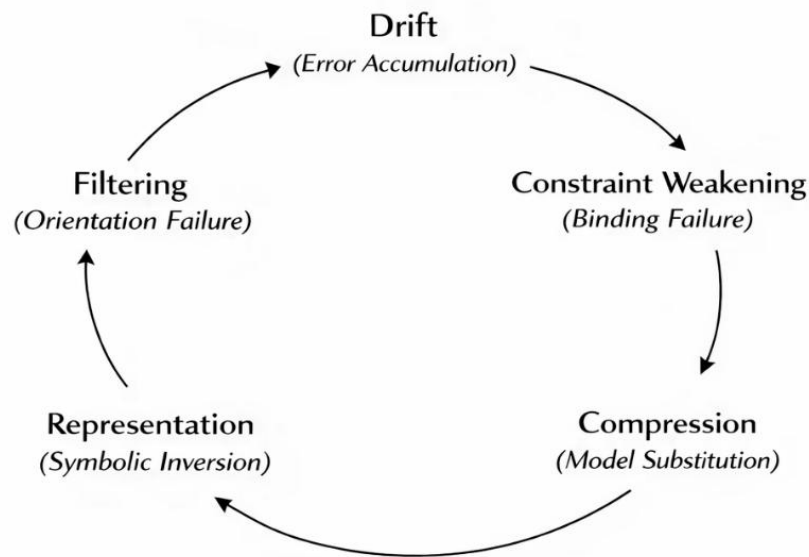 Drift
(Error Accumulation)
Constraint Weakening
(Binding Failure)
Compression
(Model Substitution)
Representation
(Symbolic Inversion)
Filtering
(Orientation Failure)